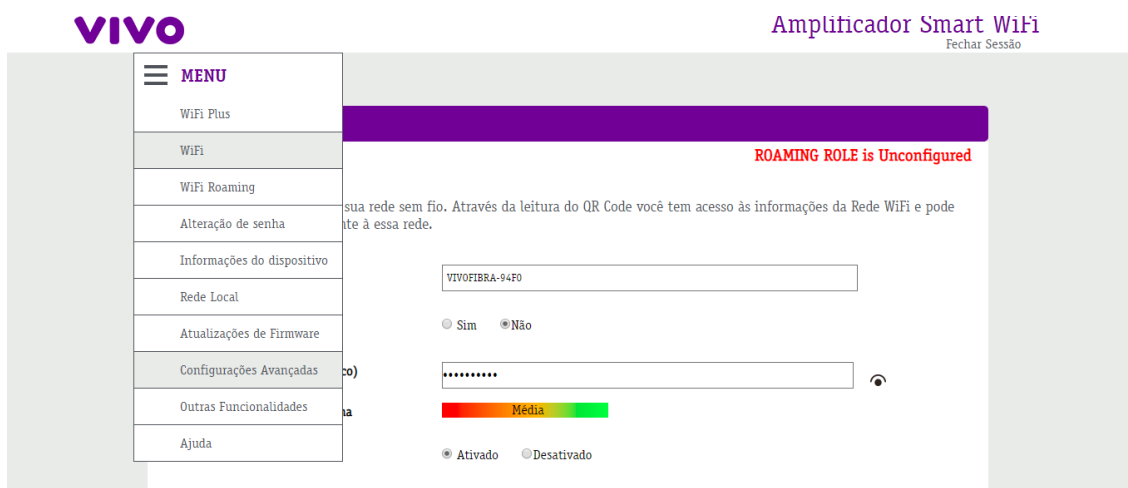 VIVO
Amplificador Smart WiFi
Fechar Sessão
MENU
WiFi Plus
WiFi
WiFi Roaming
Alteração de senha
Informações do dispositivo
Rede Local
Atualizações de Firmware
Configurações Avançadas
Outras Funcionalidades
Ajuda
ROAMING ROLE is Unconfigured
sua rede sem fio. Através da leitura do QR Code você tem acesso às informações da Rede WiFi e pode
nte à essa rede.
VIVOFIBRA-94F0
Sim Não
co)
••••••••••
na
Média
Ativado Desativado